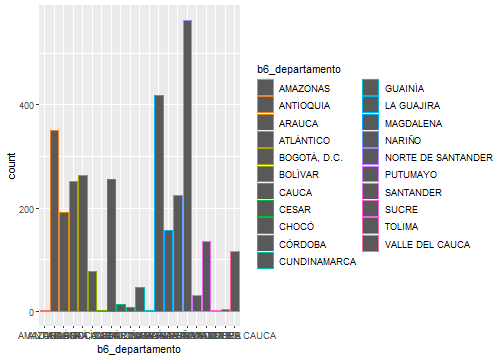 b6_departamento
AMAZONAS
ANTIOQUIA
ARAUCA
ATLÁNTICO
BOGOTÁ, D.C.
BOLÍVAR
CAUCA
CESAR
CHOCÓ
CÓRDOBA
CUNDINAMARCA
GUAINÍA
LA GUAJIRA
MAGDALENA
NARIÑO
NORTE DE SANTANDER
PUTUMAYO
SANTANDER
SUCRE
TOLIMA
VALLE DEL CAUCA
count
400
200
0
CAUCA
b6_departamento